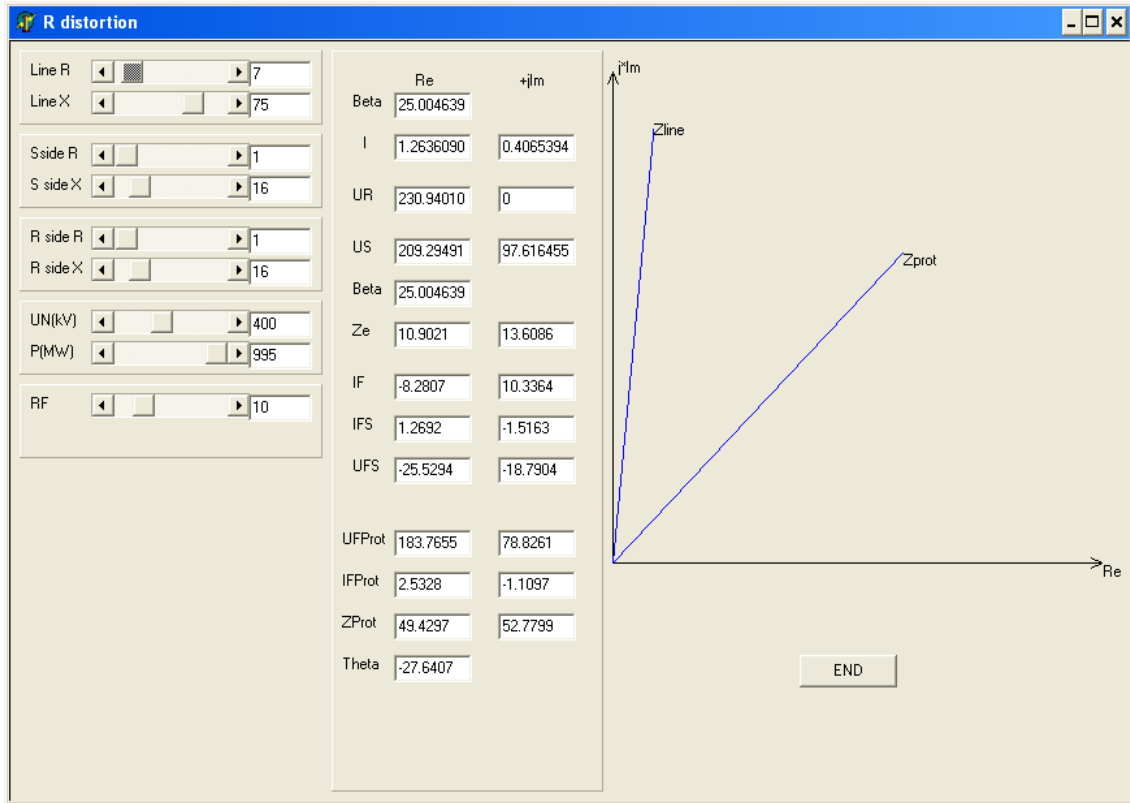 R distortion
Line R 7
Line X 75
Sside R 1
S side X 16
R side R 1
R side X 16
UN(kV) 400
P(MW) 995
RF 10
Re +jIm
Beta 25.004639
I 1.2636090 0.4065394
UR 230.94010 0
US 209.29491 97.616455
Beta 25.004639
Ze 10.9021 13.6086
IF -8.2807 10.3364
IFS 1.2692 -1.5163
UFS -25.5294 -18.7904
UFProt 183.7655 78.8261
IFProt 2.5328 -1.1097
ZProt 49.4297 52.7799
Theta -27.6407
j*Im
Zline
Zprot
Re
END